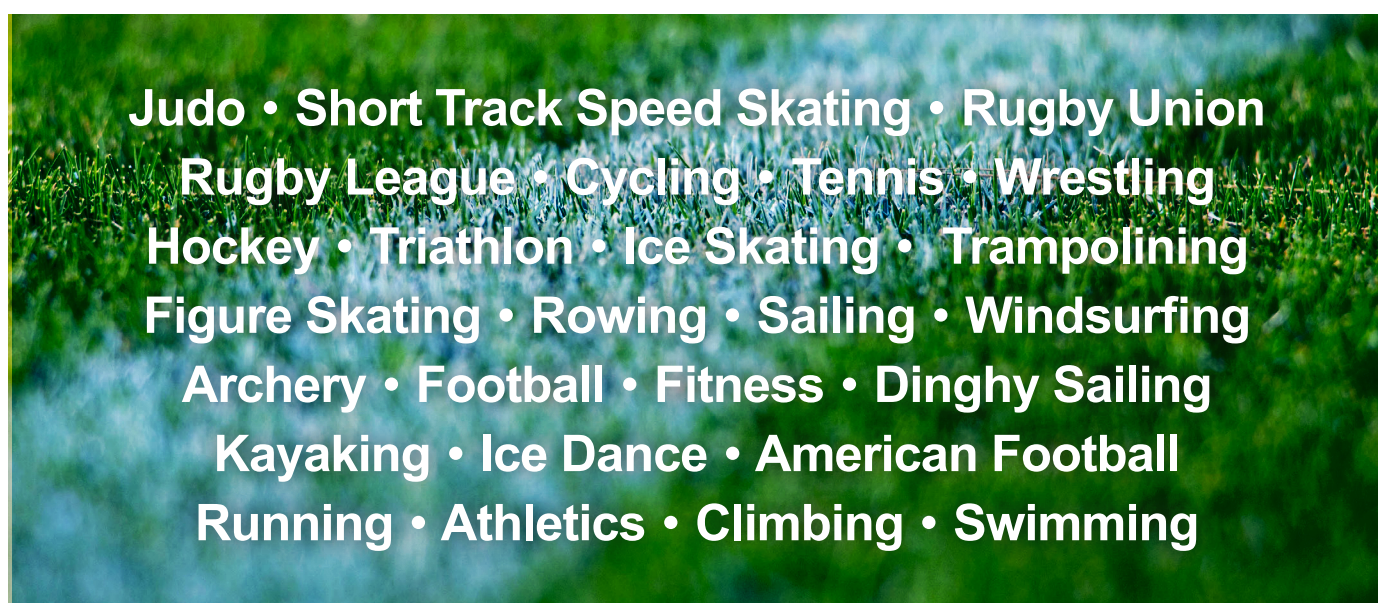 Judo • Short Track Speed Skating • Rugby Union
Rugby League • Cycling • Tennis • Wrestling
Hockey • Triathlon • Ice Skating • Trampolining
Figure Skating • Rowing • Sailing • Windsurfing
Archery • Football • Fitness • Dinghy Sailing
Kayaking • Ice Dance • American Football
Running • Athletics • Climbing • Swimming